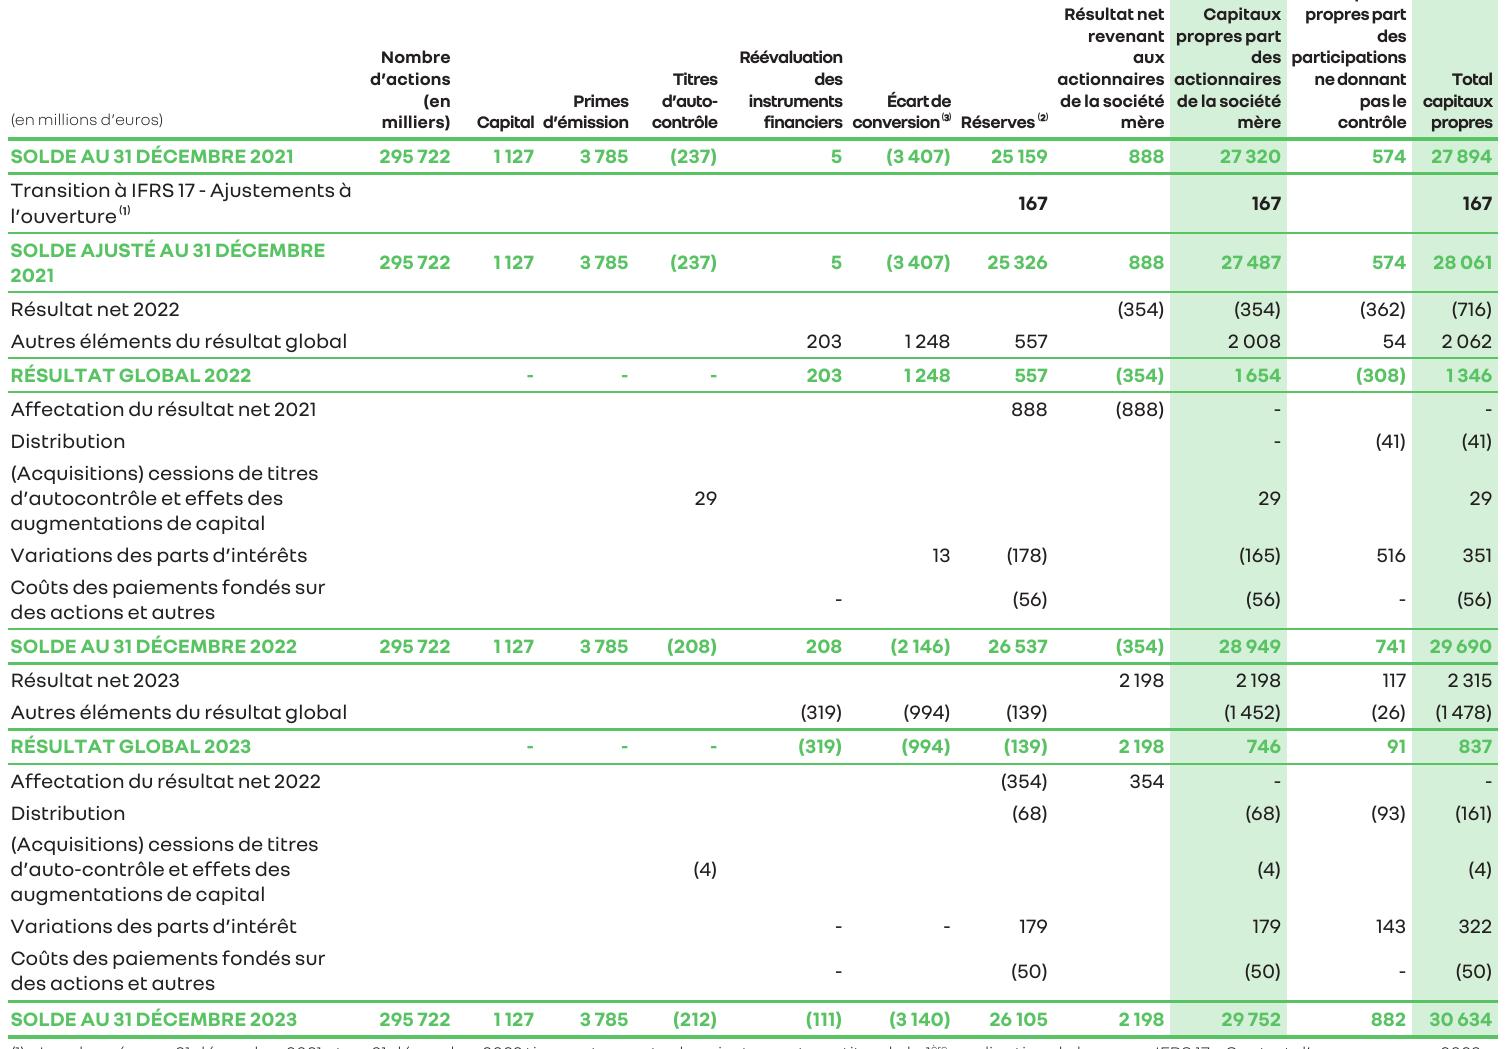 Résultat net Capitaux propres part
revenant propres part des
Nombre Réévaluation aux des participations
d'actions Titres des actionnaires actionnaires ne donnant Total
(en Primes d'auto- instruments Écart de de la société de la société pas le capitaux
(en millions d'euros) milliers) Capital d'émission contrôle financiers conversion (3) Réserves (2) mère mère contrôle propres
SOLDE AU 31 DÉCEMBRE 2021 295 722 1 127 3 785 (237) 5 (3 407) 25 159 888 27 320 574 27 894
Transition à IFRS 17 - Ajustements à
l'ouverture (1) 167 167 167
SOLDE AJUSTÉ AU 31 DÉCEMBRE
2021 295 722 1 127 3 785 (237) 5 (3 407) 25 326 888 27 487 574 28 061
Résultat net 2022 (354) (354) (362) (716)
Autres éléments du résultat global 203 1 248 557 2 008 54 2 062
RÉSULTAT GLOBAL 2022 - - - 203 1 248 557 (354) 1 654 (308) 1 346
Affectation du résultat net 2021 888 (888) - -
Distribution - (41) (41)
(Acquisitions) cessions de titres
d'autocontrôle et effets des 29 29 29
augmentations de capital
Variations des parts d'intérêts 13 (178) (165) 516 351
Coûts des paiements fondés sur
des actions et autres - (56) (56) - (56)
SOLDE AU 31 DÉCEMBRE 2022 295 722 1 127 3 785 (208) 208 (2 146) 26 537 (354) 28 949 741 29 690
Résultat net 2023 2 198 2 198 117 2 315
Autres éléments du résultat global (319) (994) (139) (1 452) (26) (1 478)
RÉSULTAT GLOBAL 2023 - - - (319) (994) (139) 2 198 746 91 837
Affectation du résultat net 2022 (354) 354 - -
Distribution (68) (68) (93) (161)
(Acquisitions) cessions de titres
d'auto-contrôle et effets des (4) (4) (4)
augmentations de capital
Variations des parts d'intérêt - - 179 179 143 322
Coûts des paiements fondés sur
des actions et autres - (50) (50) - (50)
SOLDE AU 31 DÉCEMBRE 2023 295 722 1 127 3 785 (212) (111) (3 140) 26 105 2 198 29 752 882 30 634